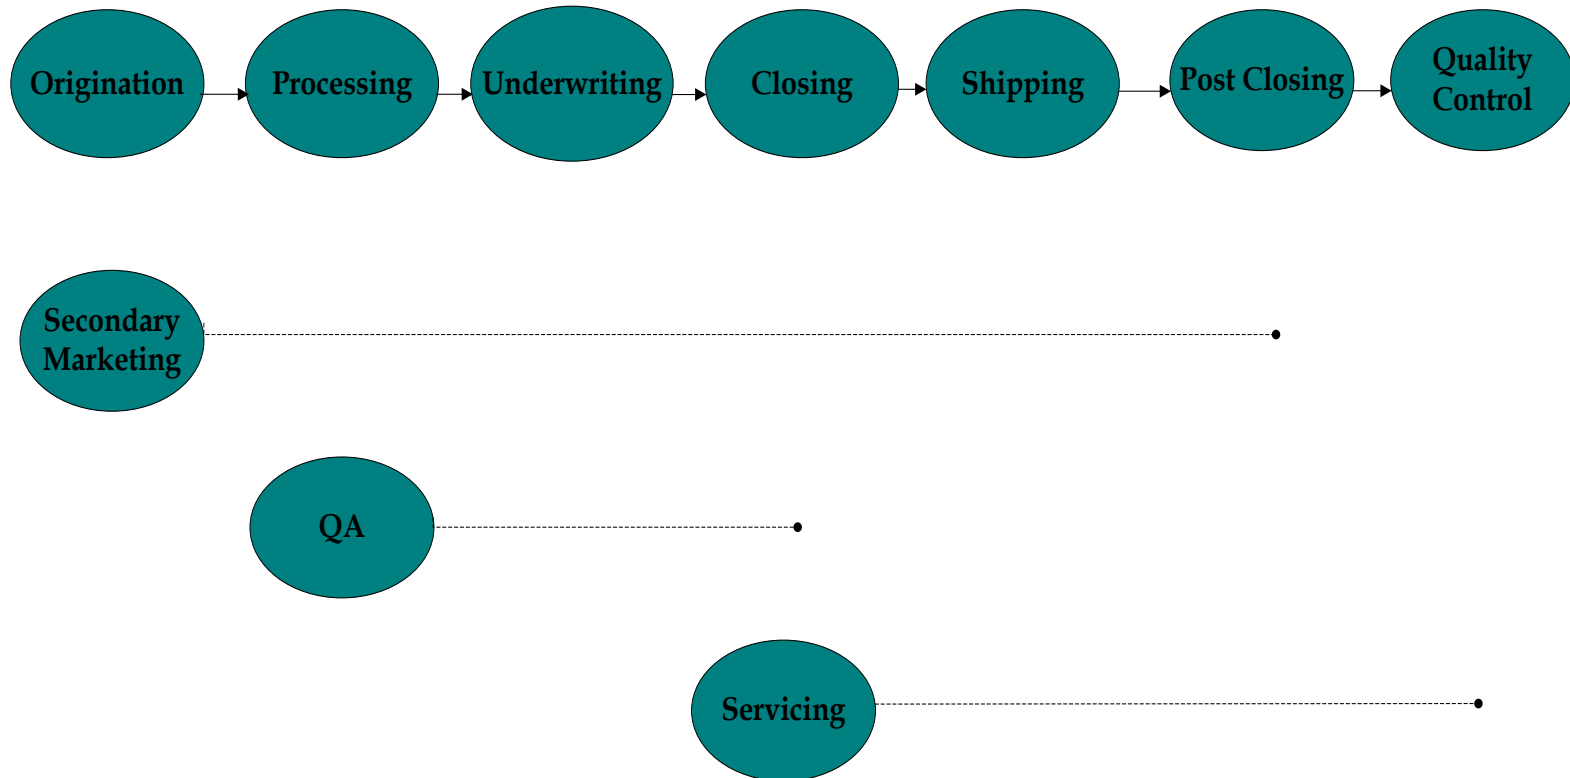 Origination
Processing
Underwriting
Closing
Shipping
Post Closing
Quality
Control
Secondary
Marketing
QA
Servicing